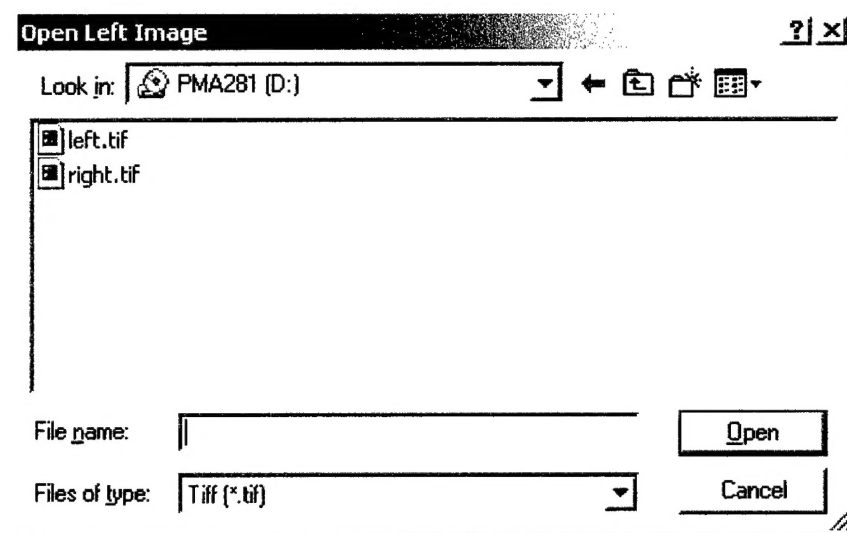 Open Left Image ? ×
Look in: PMA281 (D:)
left.tif
right.tif
File name: Open
Files of type: Tiff (*.tif) Cancel